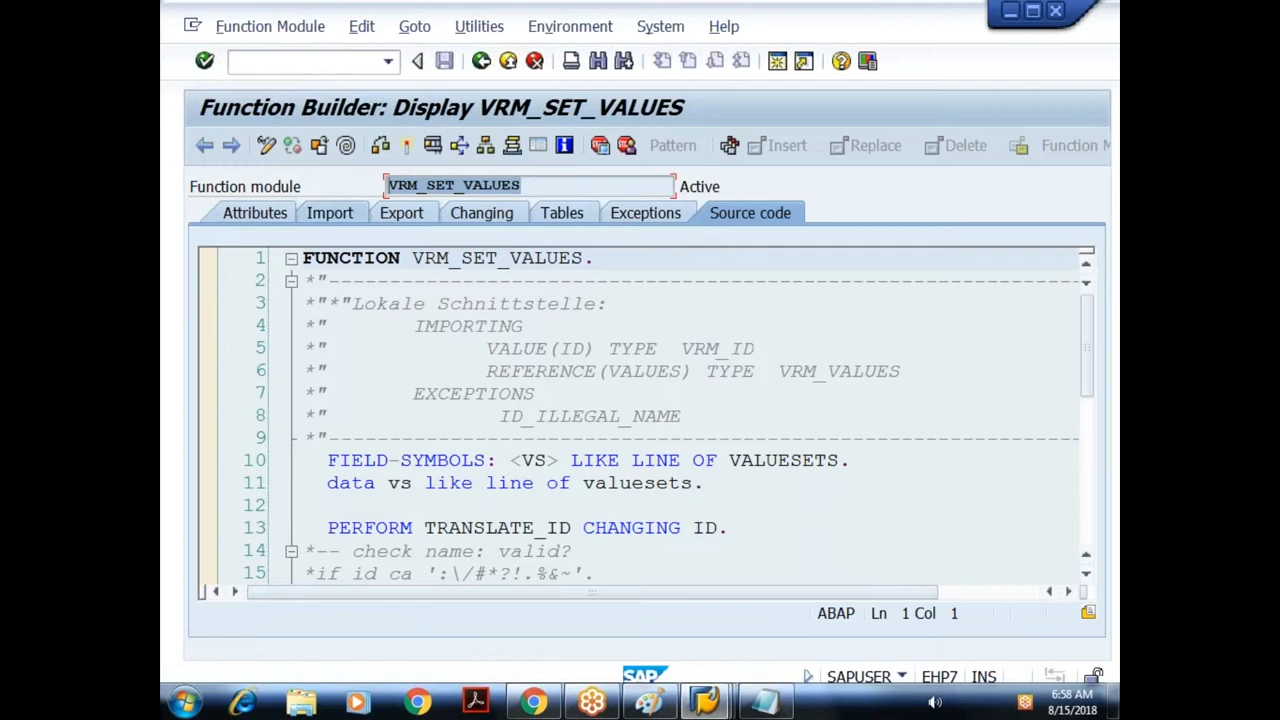 Function Module Edit Goto Utilities Environment System Help
Function Builder: Display VRM_SET_VALUES
Pattern Insert Replace Delete Function M
Function module VRM_SET_VALUES Active
Attributes Import Export Changing Tables Exceptions Source code
1 FUNCTION VRM_SET_VALUES.
2 *"----------------------------------------------------------------------
3 *"*"Lokale Schnittstelle:
4 *" IMPORTING
5 *" VALUE(ID) TYPE VRM_ID
6 *" REFERENCE(VALUES) TYPE VRM_VALUES
7 *" EXCEPTIONS
8 *" ID_ILLEGAL_NAME
9 *"----------------------------------------------------------------------
10 FIELD-SYMBOLS: <VS> LIKE LINE OF VALUESETS.
11 data vs like line of valuesets.
12
13 PERFORM TRANSLATE_ID CHANGING ID.
14 *-- check name: valid?
15 *if id ca ':\/#*?!.%&~'.
ABAP Ln 1 Col 1
SAP SAPUSER EHP7 INS
6:58 AM
8/15/2018